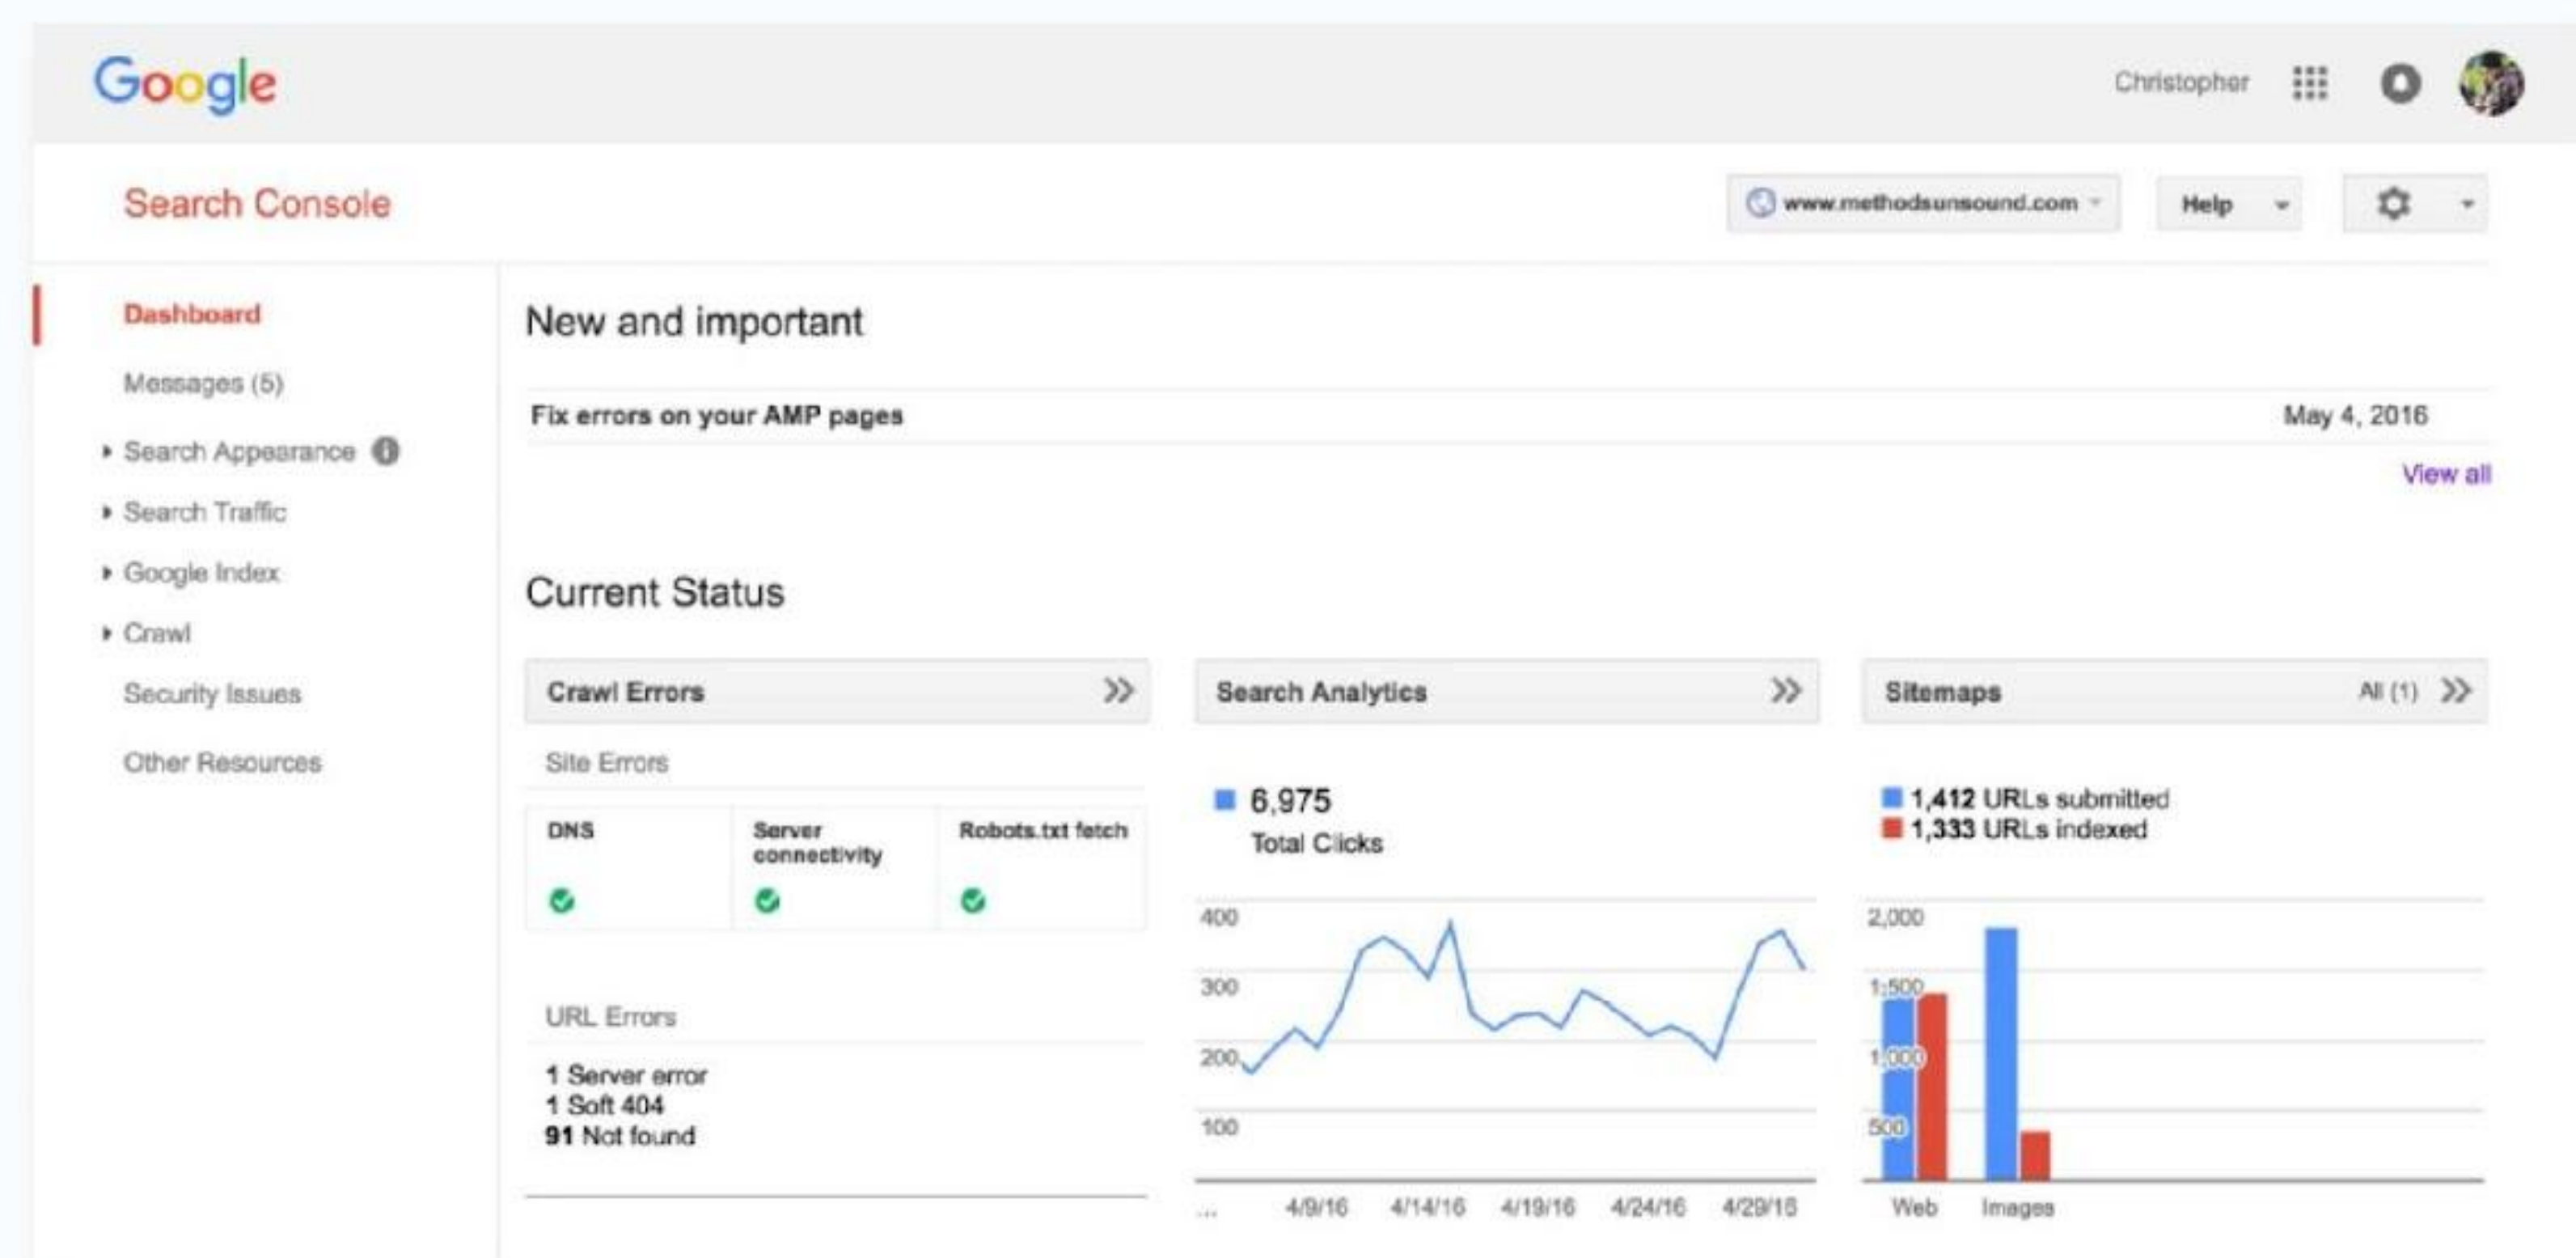 Google
Christopher
Search Console
www.methodsunsound.com
Help
Dashboard
Messages (5)
Search Appearance
Search Traffic
Google Index
Crawl
Security Issues
Other Resources
New and important
Fix errors on your AMP pages
May 4, 2016
View all
Current Status
Crawl Errors
Site Errors
DNS
Server
connectivity
Robots.txt fetch
URL Errors
1 Server error
1 Soft 404
91 Not found
Search Analytics
6,975
Total Clicks
400
300
200
100
...
4/9/16
4/14/16
4/19/16
4/24/16
4/29/16
Sitemaps
All (1)
1,412 URLs submitted
1,333 URLs indexed
2,000
1,500
1,000
500
Web
Images